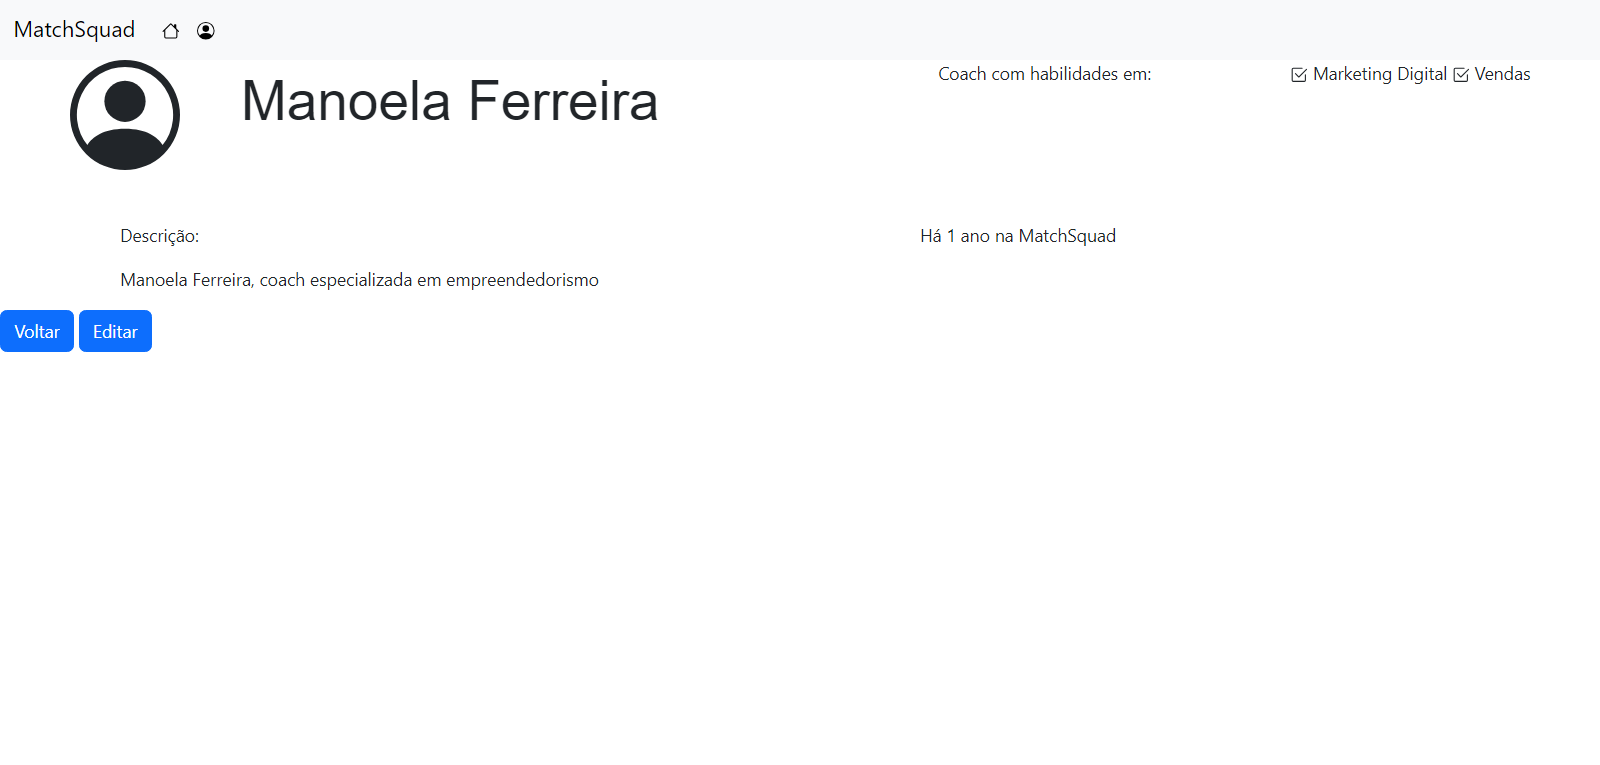 MatchSquad
Manoela Ferreira
Coach com habilidades em:
Marketing Digital Vendas
Descrição:
Há 1 ano na MatchSquad
Manoela Ferreira, coach especializada em empreendedorismo
Voltar Editar